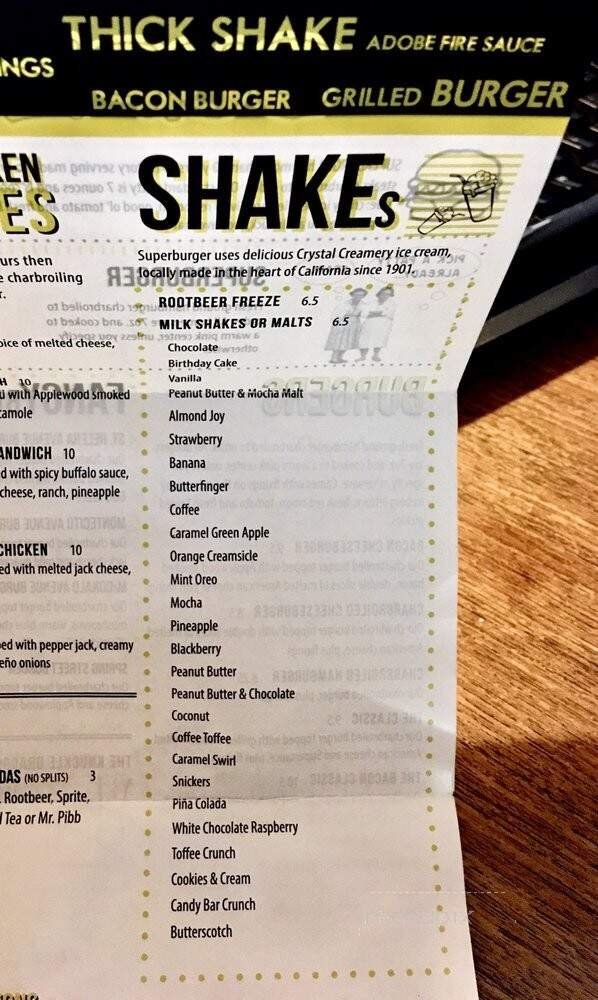 THICK SHAKE ADOBE FIRE SAUCE
NGS
BACON BURGER GRILLED BURGER
EN
ES
urs then
e charbroiling
r.
oice of melted cheese,
H 10
d with Applewood smoked
camole
ANDWICH 10
d with spicy buffalo sauce,
cheese, ranch, pineapple
CHICKEN 10
ed with melted jack cheese,
ed with pepper jack, creamy
eño onions
DAS (NO SPLITS) 3
, Rootbeer, Sprite,
l Tea or Mr. Pibb
SHAKEs
Superburger uses delicious Crystal Creamery ice cream,
locally made in the heart of California since 1901.
ROOTBEER FREEZE 6.5
MILK SHAKES OR MALTS 6.5
Chocolate
Birthday Cake
Vanilla
Peanut Butter & Mocha Malt
Almond Joy
Strawberry
Banana
Butterfinger
Coffee
Caramel Green Apple
Orange Creamsicle
Mint Oreo
Mocha
Pineapple
Blackberry
Peanut Butter
Peanut Butter & Chocolate
Coconut
Coffee Toffee
Caramel Swirl
Snickers
Piña Colada
White Chocolate Raspberry
Toffee Crunch
Cookies & Cream
Candy Bar Crunch
Butterscotch